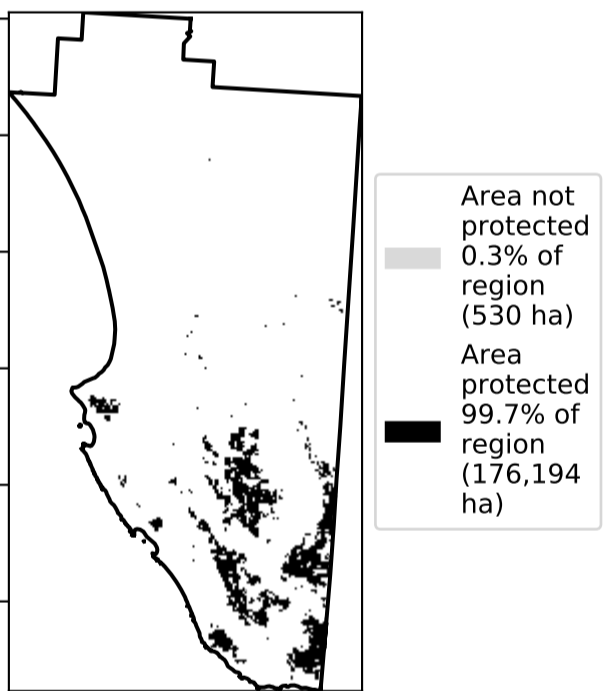 Area not
protected
0.3% of
region
(530 ha)
Area
protected
99.7% of
region
(176,194
ha)